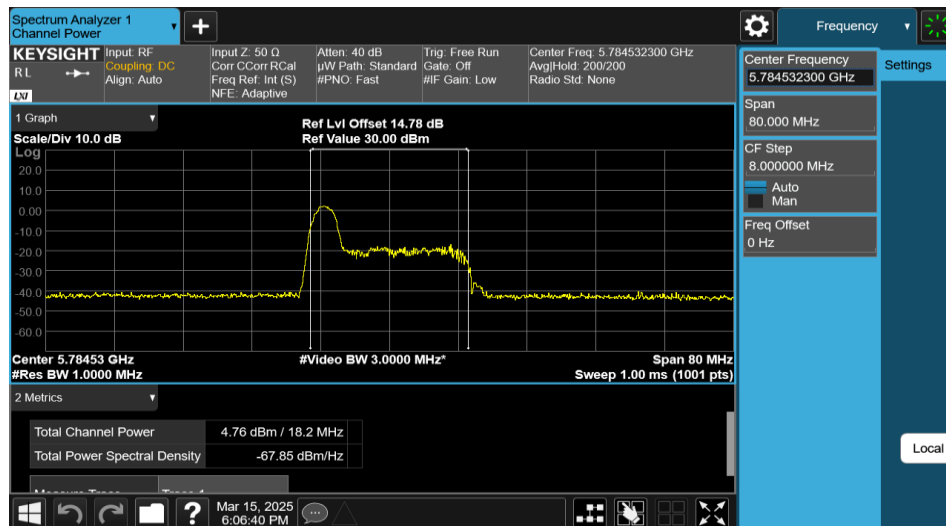 Spectrum Analyzer 1
Channel Power
+
Frequency
KEYSIGHT
RL
LXI
Input: RF
Coupling: DC
Align: Auto
Input Z: 50 Ω
Corr CCorr RCal
Freq Ref: Int (S)
NFE: Adaptive
Atten: 40 dB
µW Path: Standard
#PNO: Fast
Trig: Free Run
Gate: Off
#IF Gain: Low
Center Freq: 5.784532300 GHz
Avg|Hold: 200/200
Radio Std: None
Center Frequency
5.784532300 GHz
Settings
Span
80.000 MHz
CF Step
8.000000 MHz
Auto
Man
Freq Offset
0 Hz
Local
1 Graph
Scale/Div 10.0 dB
Ref Lvl Offset 14.78 dB
Ref Value 30.00 dBm
Log
20.0
10.0
0.00
-10.0
-20.0
-30.0
-40.0
-50.0
-60.0
Center 5.78453 GHz
#Video BW 3.0000 MHz*
Span 80 MHz
#Res BW 1.0000 MHz
Sweep 1.00 ms (1001 pts)
2 Metrics
Total Channel Power 4.76 dBm / 18.2 MHz
Total Power Spectral Density -67.85 dBm/Hz
?
Mar 15, 2025
6:06:40 PM